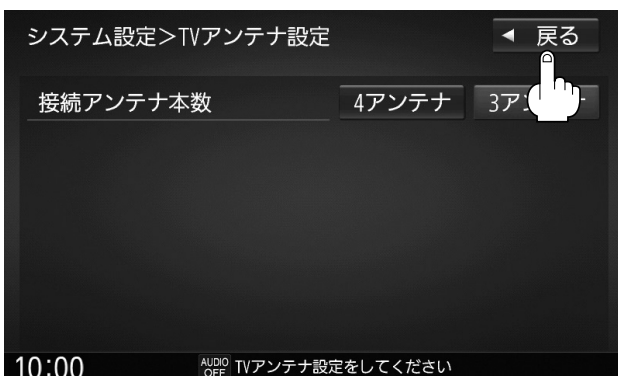 システム設定＞TVアンテナ設定
◀ 戻る
接続アンテナ本数
4アンテナ
10:00
AUDIO
OFF
TVアンテナ設定をしてください